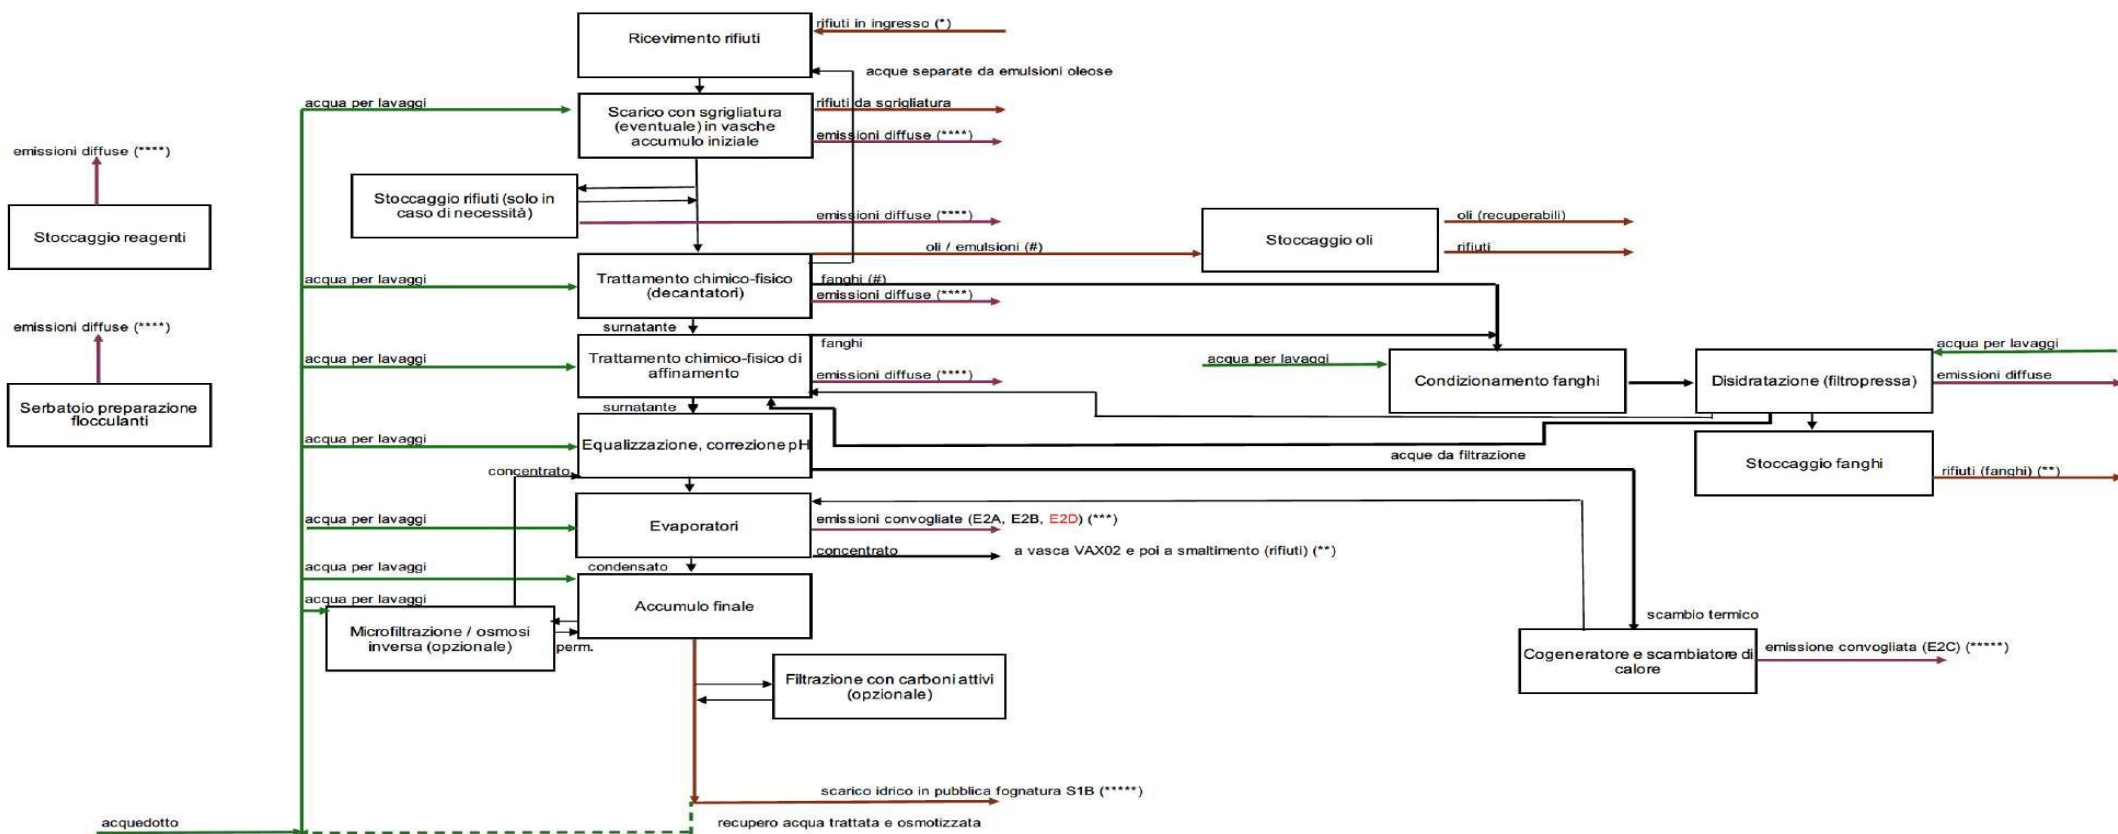 rifiuti in ingresso (*)
Ricevimento rifiuti
acque separate da emulsioni oleose
acqua per lavaggi
Scarico con sgrigliatura
(eventuale) in vasche
accumulo iniziale
rifiuti da sgrigliatura
emissioni diffuse (****)
emissioni diffuse (****)
Stoccaggio reagenti
Stoccaggio rifiuti (solo in
caso di necessità)
emissioni diffuse (****)
oli / emulsioni (#)
Stoccaggio oli
oli (recuperabili)
rifiuti
acqua per lavaggi
Trattamento chimico-fisico
(decantatori)
fanghi (#)
emissioni diffuse (****)
emissioni diffuse (****)
Serbatoio preparazione
flocculanti
surnatante
acqua per lavaggi
Trattamento chimico-fisico di
affinamento
fanghi
emissioni diffuse (****)
acqua per lavaggi
Condizionamento fanghi
Disidratazione (filtropressa)
acqua per lavaggi
emissioni diffuse
surnatante
acqua per lavaggi
Equalizzazione, correzione pH
acque da filtrazione
Stoccaggio fanghi
rifiuti (fanghi) (**)
concentrato
acqua per lavaggi
Evaporatori
emissioni convogliate (E2A, E2B, E2D) (***)
concentrato
a vasca VAX02 e poi a smaltimento (rifiuti) (**)
condensato
acqua per lavaggi
Accumulo finale
acqua per lavaggi
Microfiltrazione / osmosi
inversa (opzionale)
perm.
scambio termico
Cogeneratore e scambiatore di
calore
emissione convogliata (E2C) (*****)
Filtrazione con carboni attivi
(opzionale)
scarico idrico in pubblica fognatura S1B (*****)
acquedotto
recupero acqua trattata e osmotizzata